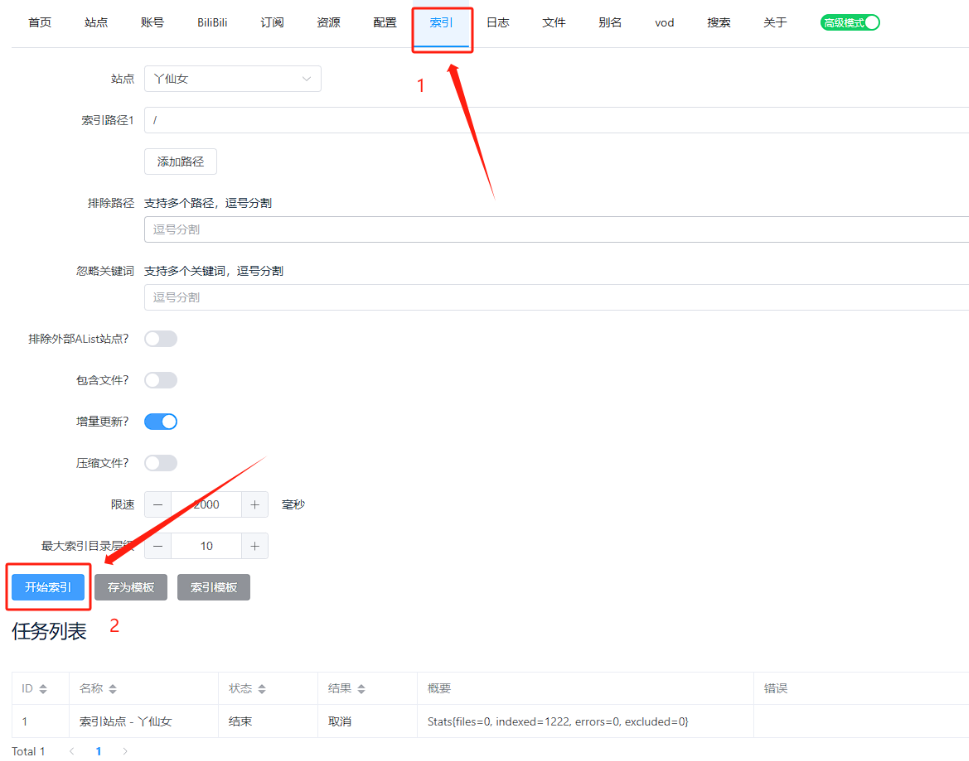 首页 站点 账号 BiliBili 订阅 资源 配置 索引 日志 文件 别名 vod 搜索 关于 高级模式
1
站点 丫仙女
索引路径1 /
添加路径
排除路径 支持多个路径，逗号分割
逗号分割
忽略关键词 支持多个关键词，逗号分割
逗号分割
排除外部AList站点?
包含文件?
增量更新?
压缩文件?
限速 — 2000 + 毫秒
最大索引目录层级 — 10 +
开始索引 存为模板 索引模板
2
任务列表
ID 名称 状态 结果 概要 错误
1 索引站点 - 丫仙女 结束 取消 Stats{files=0, indexed=1222, errors=0, excluded=0}
Total 1 < 1 >